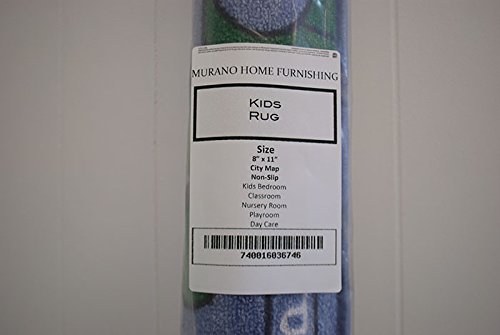 MURANO HOME FURNISHING
KIDS
RUG
Size
8" x 11"
City Map
Non-Slip
Kids Bedroom
Classroom
Nursery Room
Playroom
Day Care
740016036746